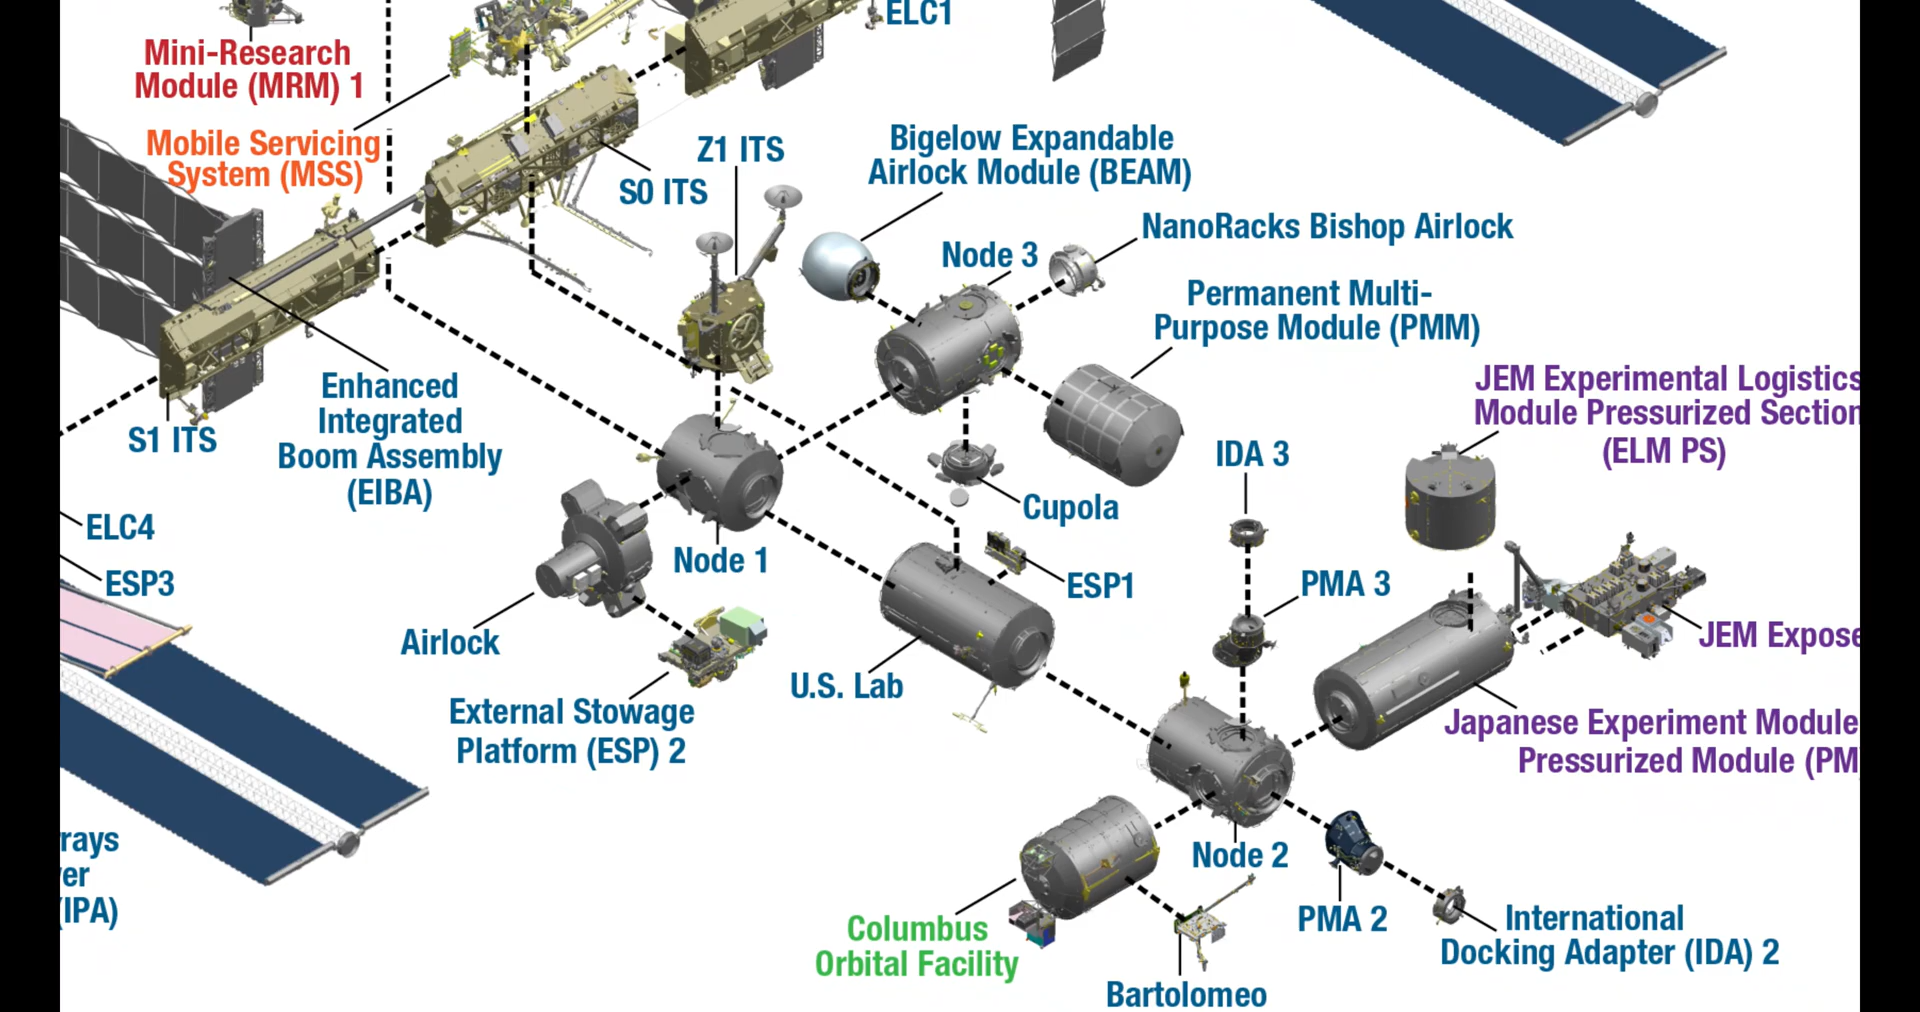 ELC1
Mini-Research
Module (MRM) 1
Mobile Servicing
System (MSS)
Z1 ITS
S0 ITS
Bigelow Expandable
Airlock Module (BEAM)
NanoRacks Bishop Airlock
Node 3
Permanent Multi-
Purpose Module (PMM)
Enhanced
Integrated
Boom Assembly
(EIBA)
S1 ITS
JEM Experimental Logistics
Module Pressurized Section
(ELM PS)
IDA 3
Cupola
ELC4
ESP3
Node 1
ESP1
PMA 3
Airlock
U.S. Lab
JEM Expose
External Stowage
Platform (ESP) 2
Japanese Experiment Module
Pressurized Module (PM
rays
er
(IPA)
Node 2
PMA 2
Columbus
Orbital Facility
International
Docking Adapter (IDA) 2
Bartolomeo